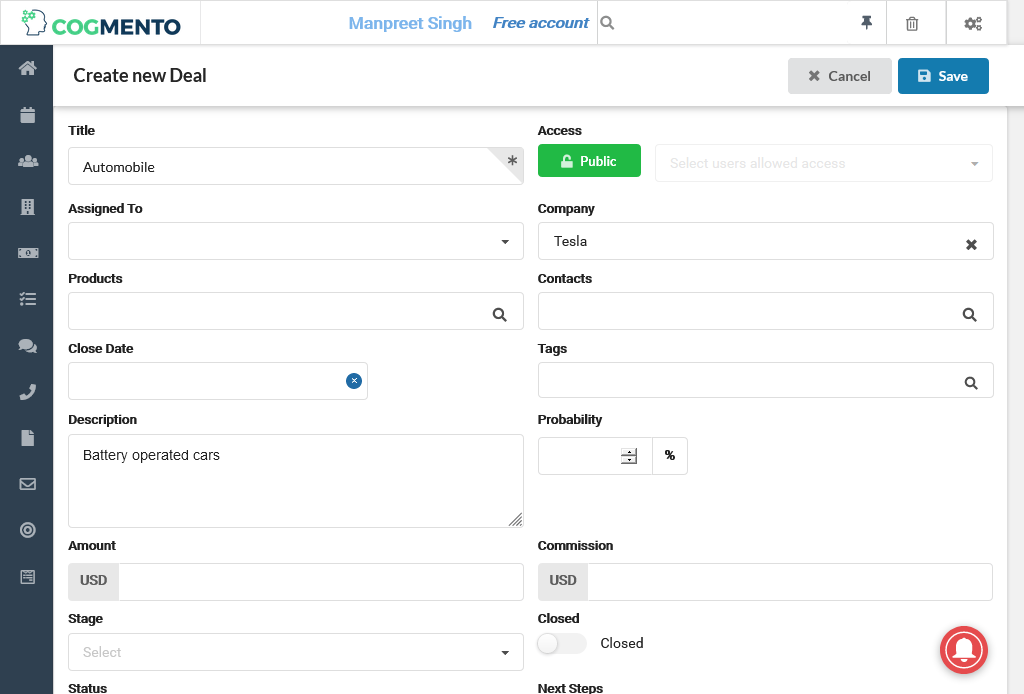 COGMENTO
Manpreet Singh Free account
Create new Deal
Cancel Save
Title Access
Automobile * Public Select users allowed access
Assigned To Company
Tesla
Products Contacts
Close Date Tags
Description Probability
Battery operated cars %
Amount Commission
USD USD
Stage Closed
Select Closed
Status Next Steps